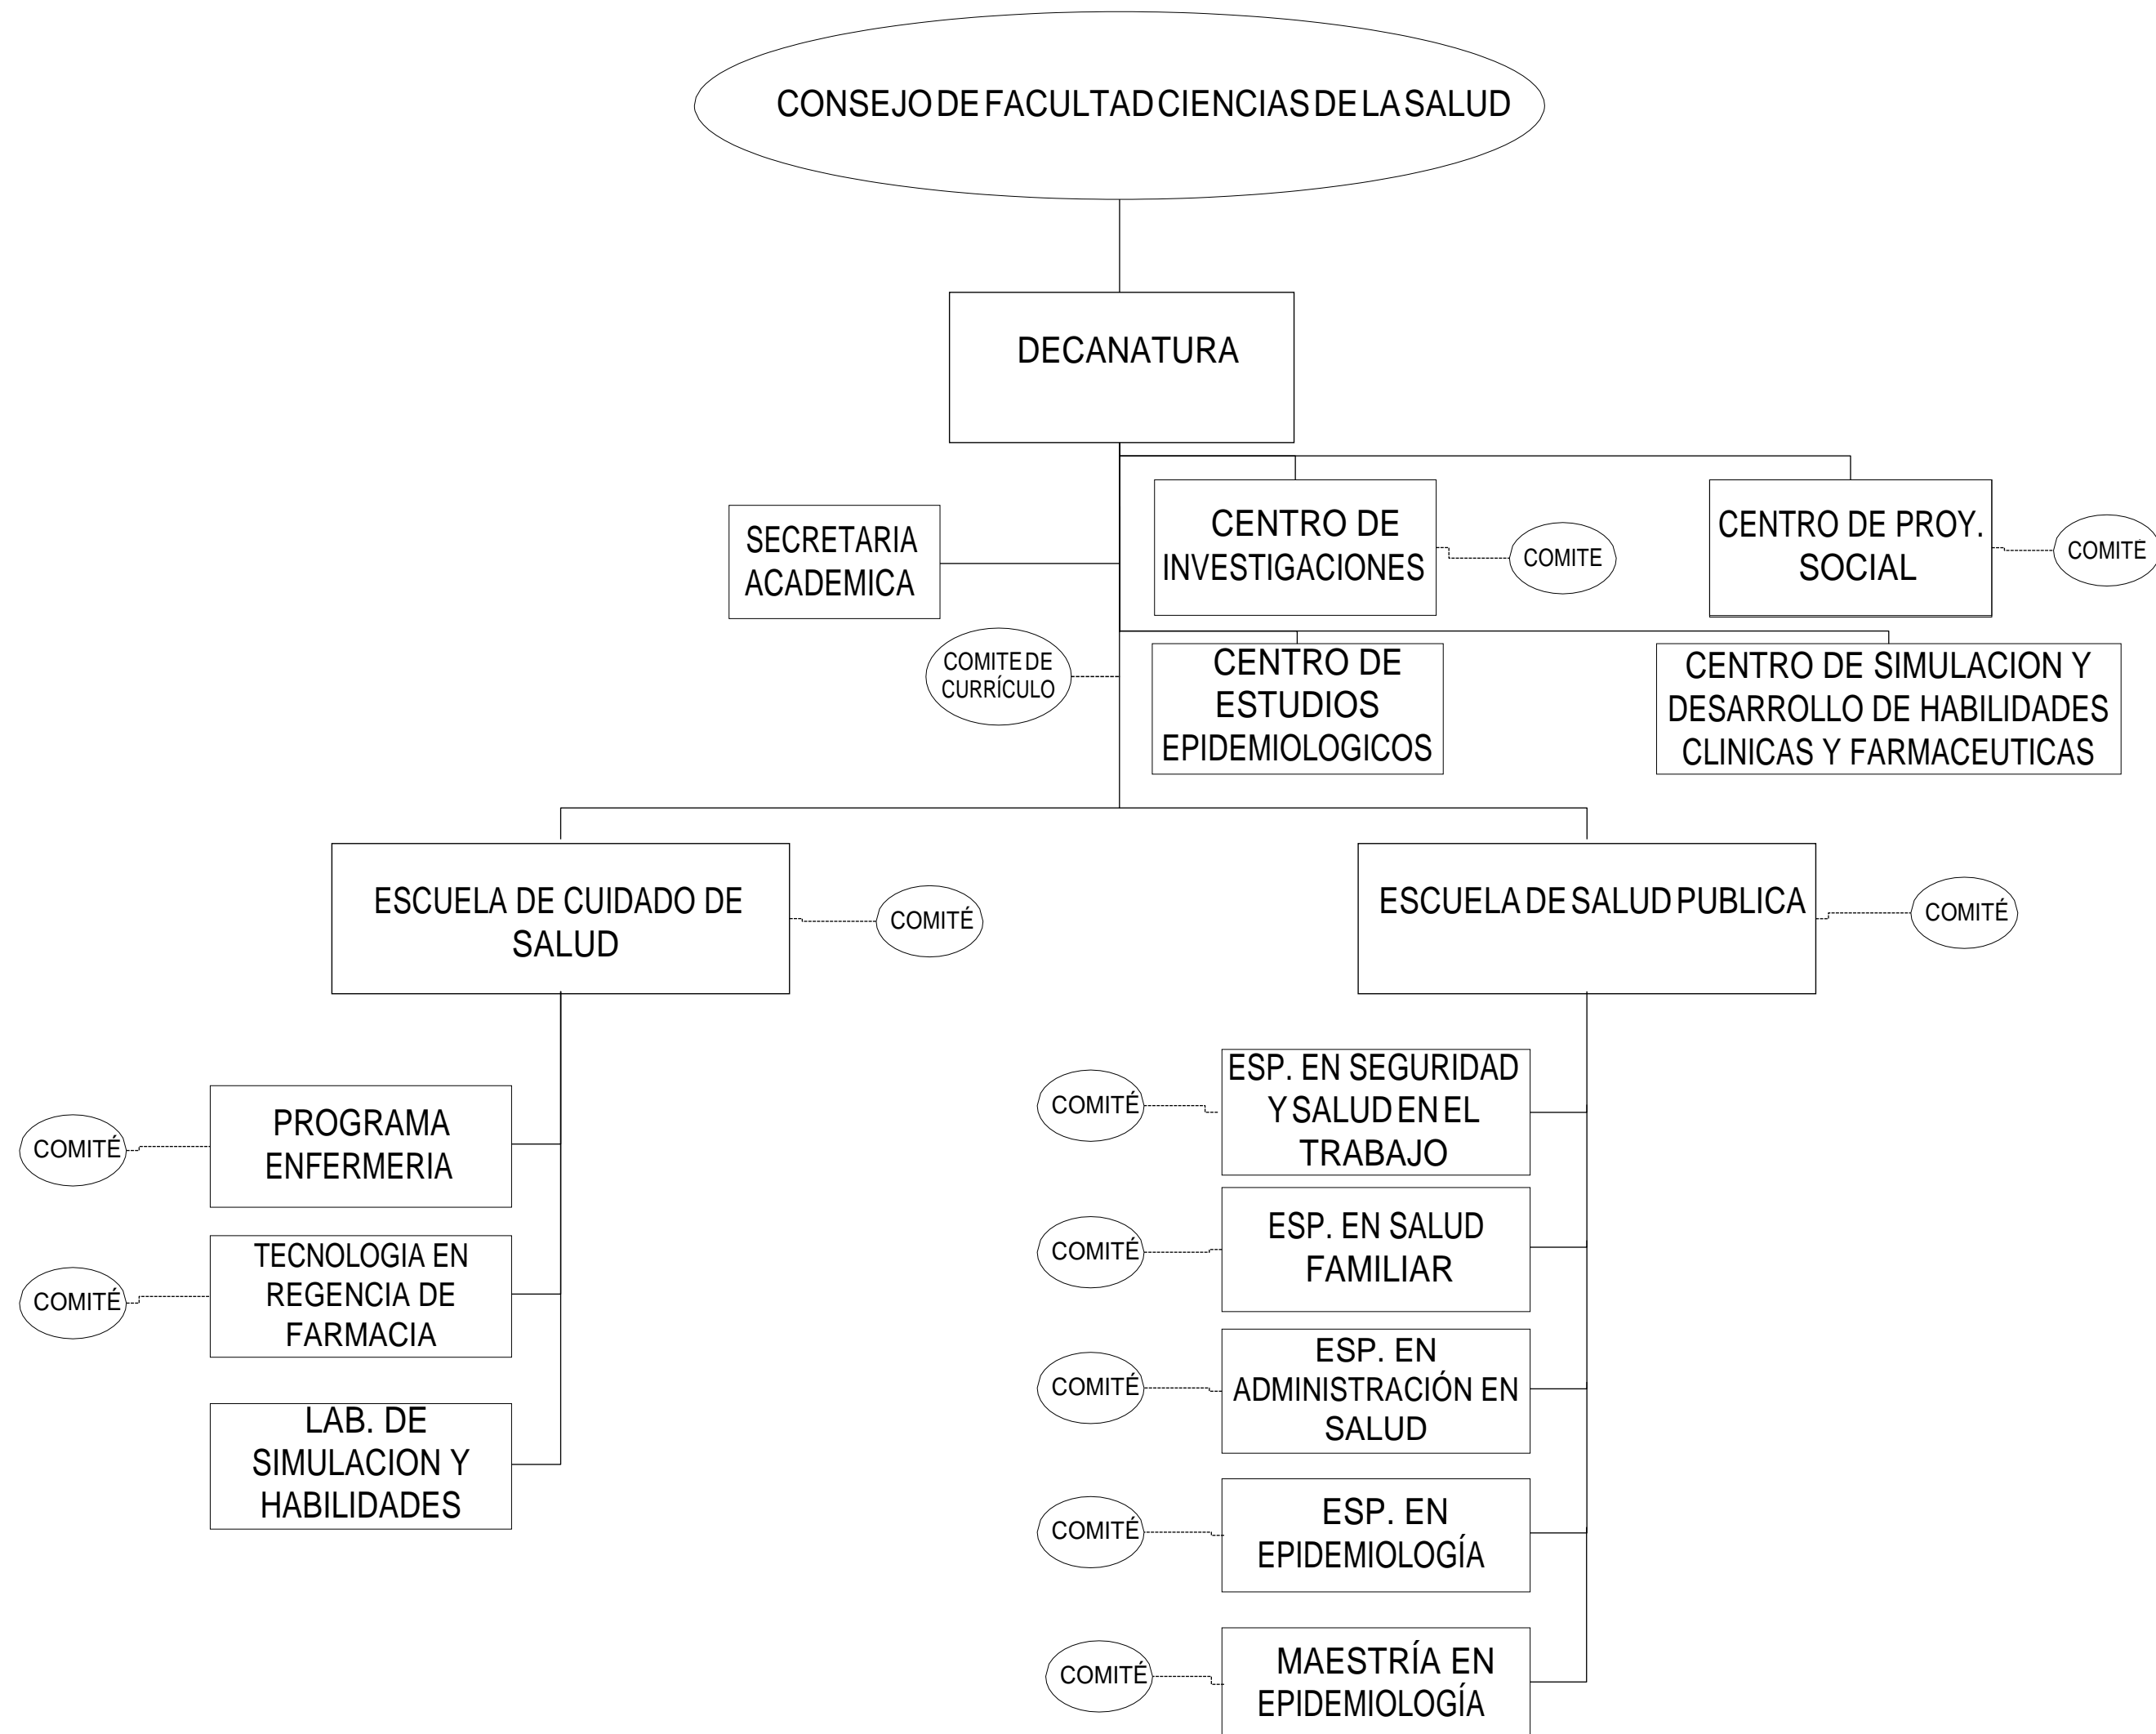 CONSEJO DE FACULTAD CIENCIAS DE LA SALUD
DECANATURA
SECRETARIA
ACADEMICA
CENTRO DE
INVESTIGACIONES
COMITE
CENTRO DE PROY.
SOCIAL
COMITÉ
COMITE DE
CURRÍCULO
CENTRO DE
ESTUDIOS
EPIDEMIOLOGICOS
CENTRO DE SIMULACION Y
DESARROLLO DE HABILIDADES
CLINICAS Y FARMACEUTICAS
ESCUELA DE CUIDADO DE
SALUD
COMITÉ
ESCUELA DE SALUD PUBLICA
COMITÉ
COMITÉ
PROGRAMA
ENFERMERIA
COMITÉ
TECNOLOGIA EN
REGENCIA DE
FARMACIA
LAB. DE
SIMULACION Y
HABILIDADES
COMITÉ
ESP. EN SEGURIDAD
Y SALUD EN EL
TRABAJO
COMITÉ
ESP. EN SALUD
FAMILIAR
COMITÉ
ESP. EN
ADMINISTRACIÓN EN
SALUD
COMITÉ
ESP. EN
EPIDEMIOLOGÍA
COMITÉ
MAESTRÍA EN
EPIDEMIOLOGÍA